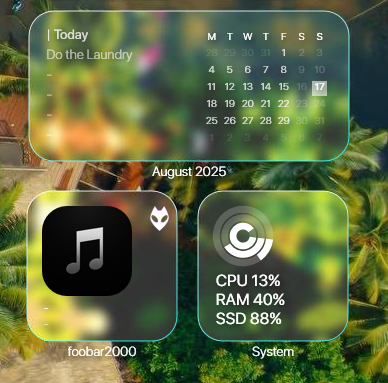 | Today
Do the Laundry
-
-
-
-
M T W T F S S
28 29 30 31 1 2 3
4 5 6 7 8 9 10
11 12 13 14 15 16 17
18 19 20 21 22 23 24
25 26 27 28 29 30 31
1 2 3 4 5 6 7
August 2025
-
-
foobar2000
CPU 13%
RAM 40%
SSD 88%
System